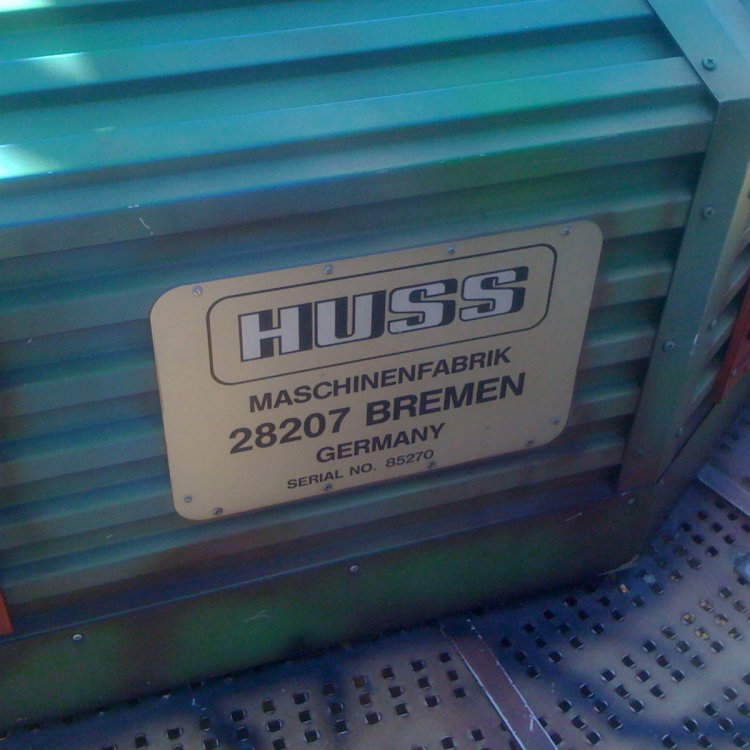 HUSS
MASCHINENFABRIK
28207 BREMEN
GERMANY
SERIAL NO. 85270